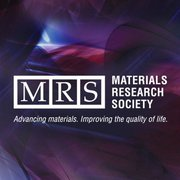 MRS
MATERIALS
RESEARCH
SOCIETY
Advancing materials. Improving the quality of life.